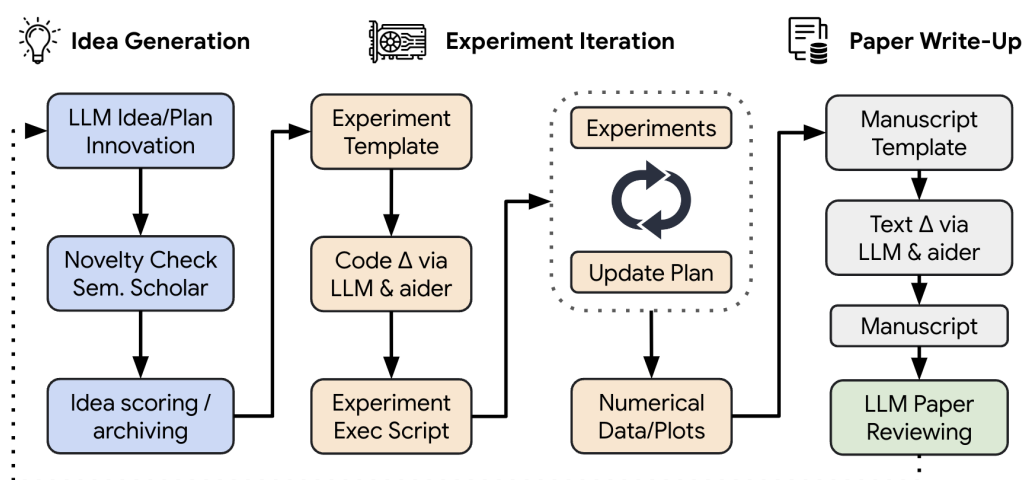 Idea Generation
Experiment Iteration
Paper Write-Up
LLM Idea/Plan
Innovation
Novelty Check
Sem. Scholar
Idea scoring /
archiving
Experiment
Template
Code Δ via
LLM & aider
Experiment
Exec Script
Experiments
Update Plan
Numerical
Data/Plots
Manuscript
Template
Text Δ via
LLM & aider
Manuscript
LLM Paper
Reviewing